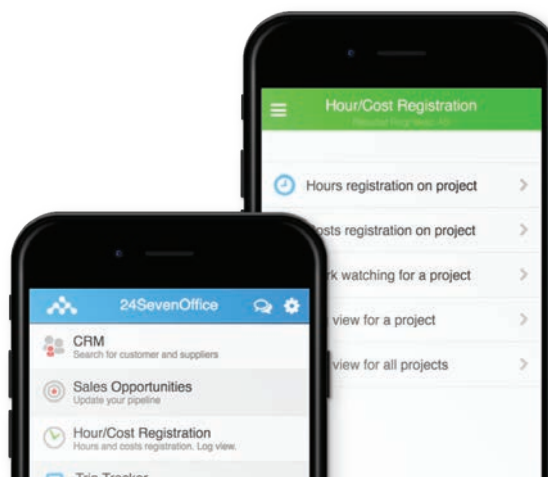 Hour/Cost Registration
Hours registration on project
osts registration on project
rk watching for a project
view for a project
view for all projects
24SevenOffice
CRM
Search for customer and suppliers
Sales Opportunities
Update your pipeline
Hour/Cost Registration
Hours and costs registration. Log view.
Trip Tracker